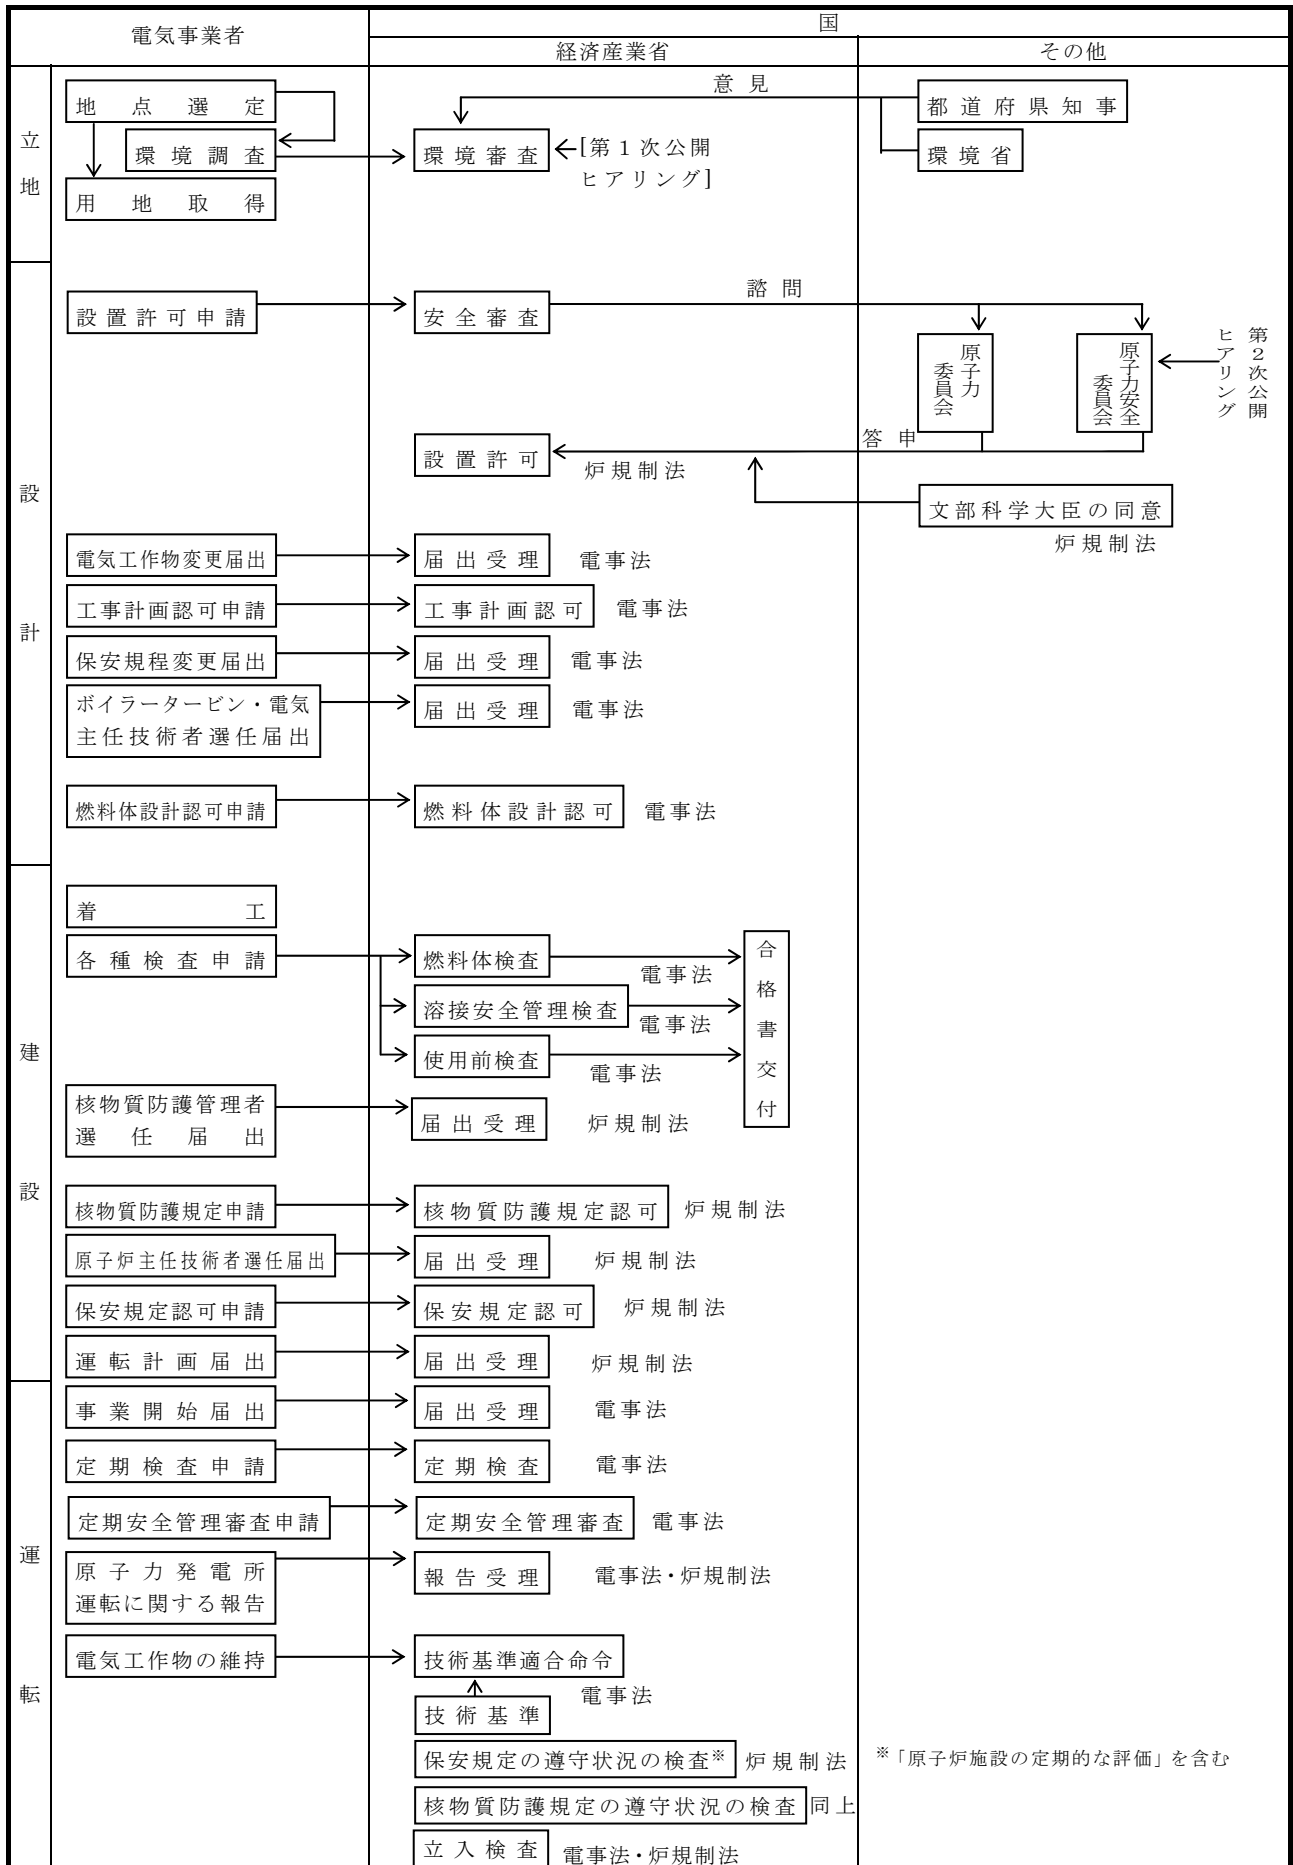 電気事業者
国
経済産業省
その他
立地
地点選定
環境調査
用地取得
環境審査
[第1次公開
ヒアリング]
意見
都道府県知事
環境省
設計
設置許可申請
安全審査
諮問
原子力
委員会
原子力安全
委員会
第2次公開
ヒアリング
答申
設置許可
炉規制法
文部科学大臣の同意
炉規制法
電気工作物変更届出
届出受理
電事法
工事計画認可申請
工事計画認可
電事法
保安規程変更届出
届出受理
電事法
ボイラータービン・電気
主任技術者選任届出
届出受理
電事法
燃料体設計認可申請
燃料体設計認可
電事法
建設
着工
各種検査申請
燃料体検査
電事法
溶接安全管理検査
電事法
使用前検査
電事法
合格書交付
核物質防護管理者
選任届出
届出受理
炉規制法
核物質防護規定申請
核物質防護規定認可
炉規制法
原子炉主任技術者選任届出
届出受理
炉規制法
保安規定認可申請
保安規定認可
炉規制法
運転計画届出
届出受理
炉規制法
運転
事業開始届出
届出受理
電事法
定期検査申請
定期検査
電事法
定期安全管理審査申請
定期安全管理審査
電事法
原子力発電所
運転に関する報告
報告受理
電事法・炉規制法
電気工作物の維持
技術基準適合命令
電事法
技術基準
保安規定の遵守状況の検査※
炉規制法
※「原子炉施設の定期的な評価」を含む
核物質防護規定の遵守状況の検査
同上
立入検査
電事法・炉規制法